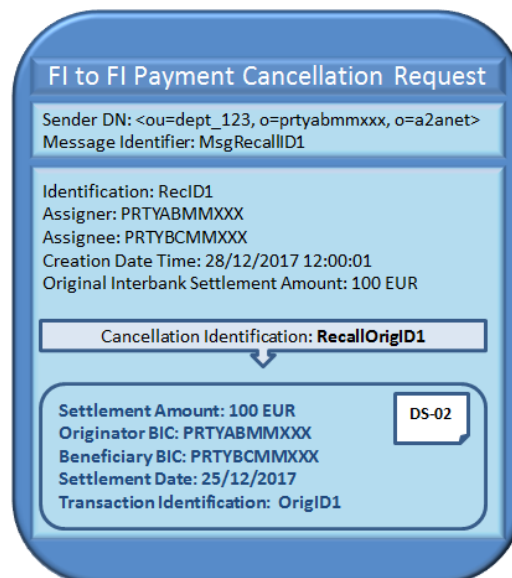 FI to FI Payment Cancellation Request
Sender DN: <ou=dept_123, o=prtyabmmxxx, o=a2anet>
Message Identifier: MsgRecallID1
Identification: RecID1
Assigner: PRTYABMMXXX
Assignee: PRTYBCMMXXX
Creation Date Time: 28/12/2017 12:00:01
Original Interbank Settlement Amount: 100 EUR
Cancellation Identification: RecallOrigID1
Settlement Amount: 100 EUR
Originator BIC: PRTYABMMXXX
Beneficiary BIC: PRTYBCMMXXX
Settlement Date: 25/12/2017
Transaction Identification: OrigID1
DS-02